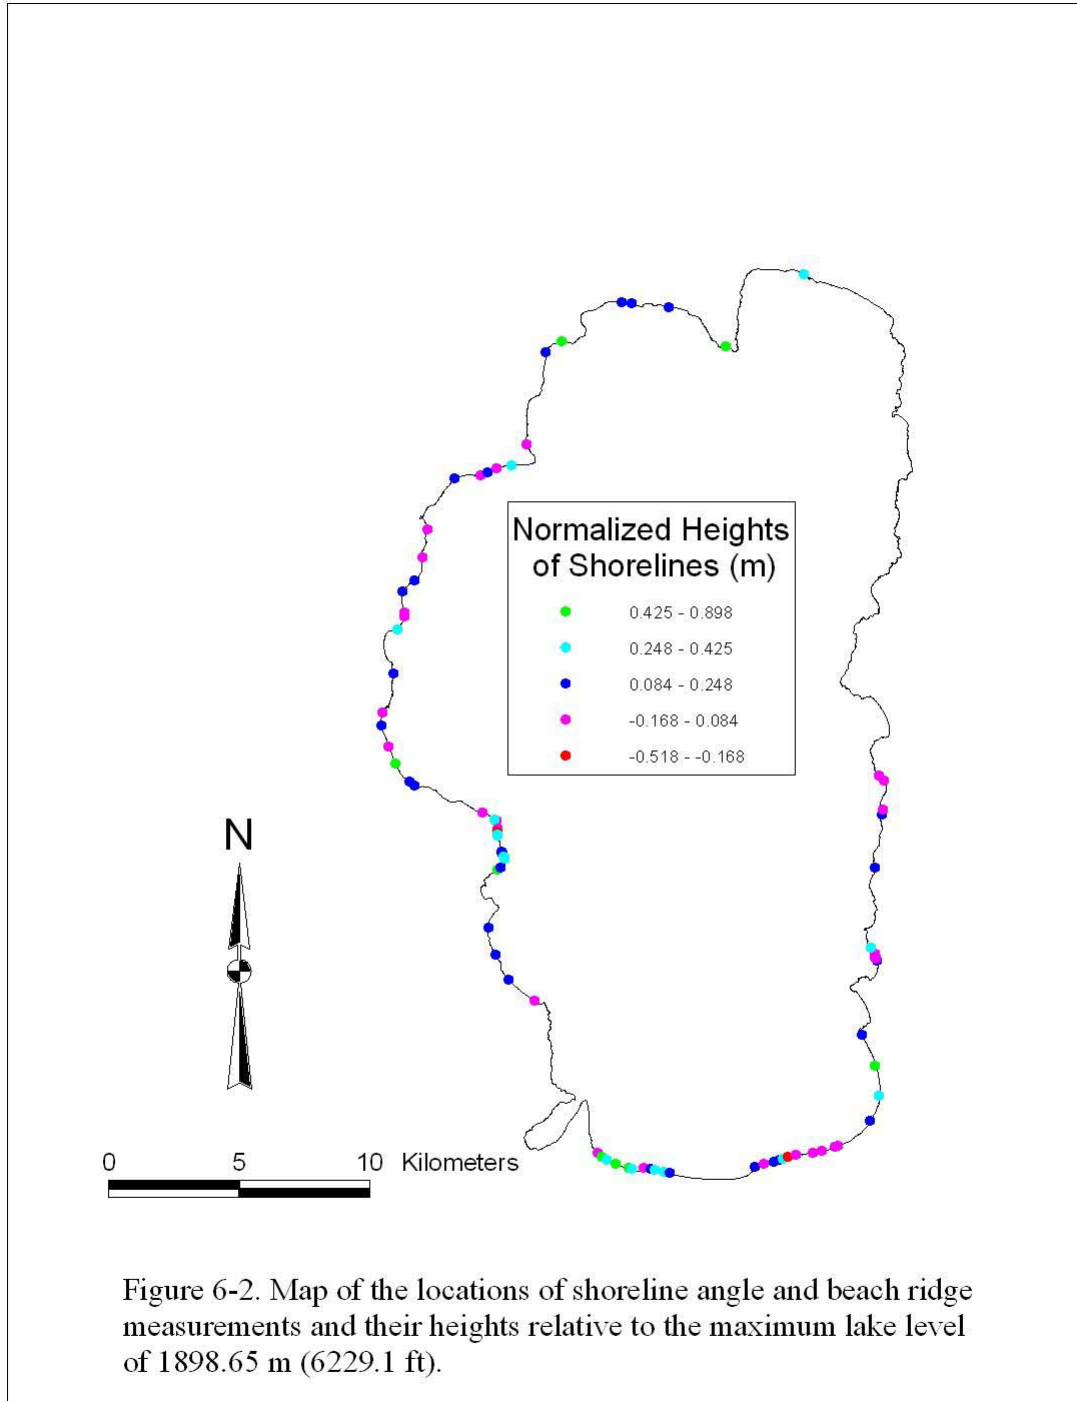 Normalized Heights
of Shorelines (m)
0.425 - 0.898
0.248 - 0.425
0.084 - 0.248
-0.168 - 0.084
-0.518 - -0.168
N
0 5 10 Kilometers
Figure 6-2. Map of the locations of shoreline angle and beach ridge
measurements and their heights relative to the maximum lake level
of 1898.65 m (6229.1 ft).